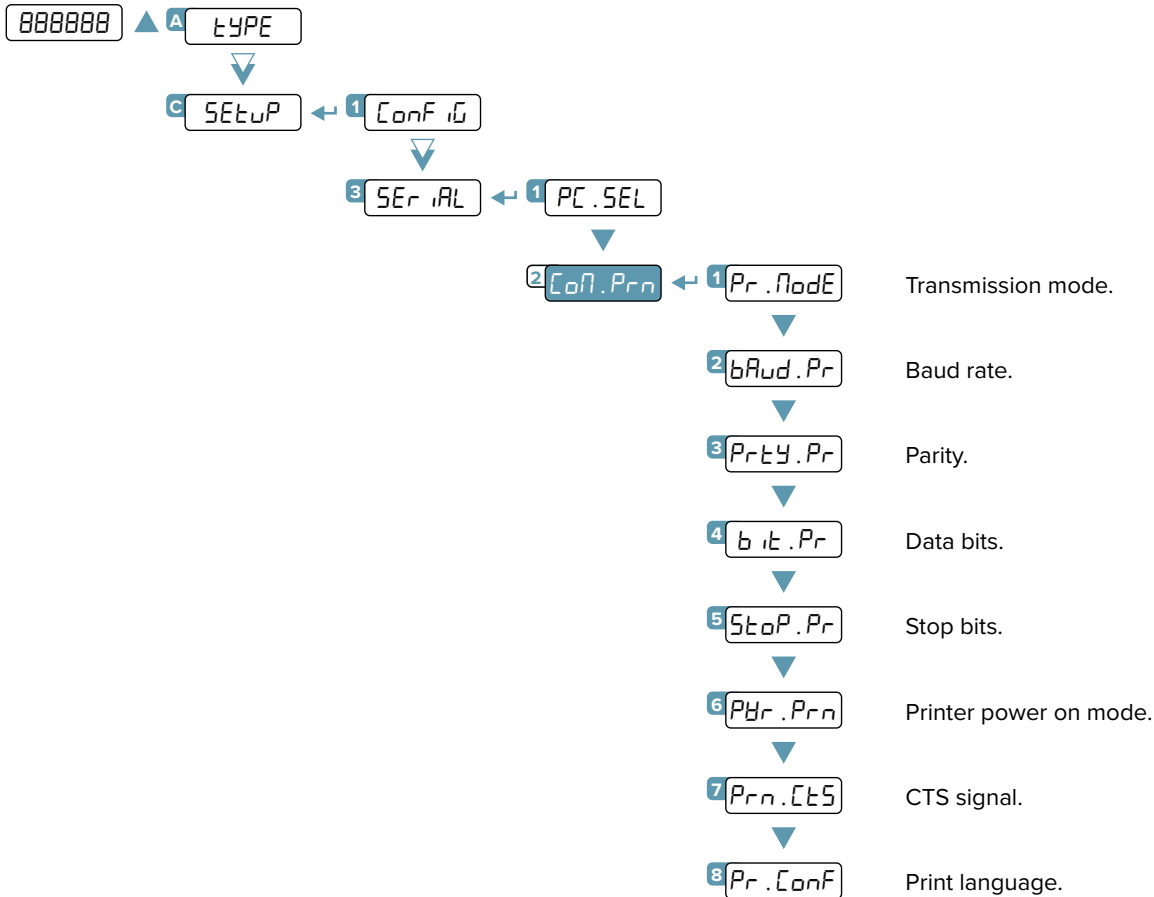 888888 A tYPE
C SEtuP 1 ConFiG
3 SEriAL 1 PC.SEL
2 CoM.Prn 1 Pr.ModE Transmission mode.
2 bAud.Pr Baud rate.
3 PrtY.Pr Parity.
4 bit.Pr Data bits.
5 StoP.Pr Stop bits.
6 PWr.Prn Printer power on mode.
7 Prn.CtS CTS signal.
8 Pr.ConF Print language.